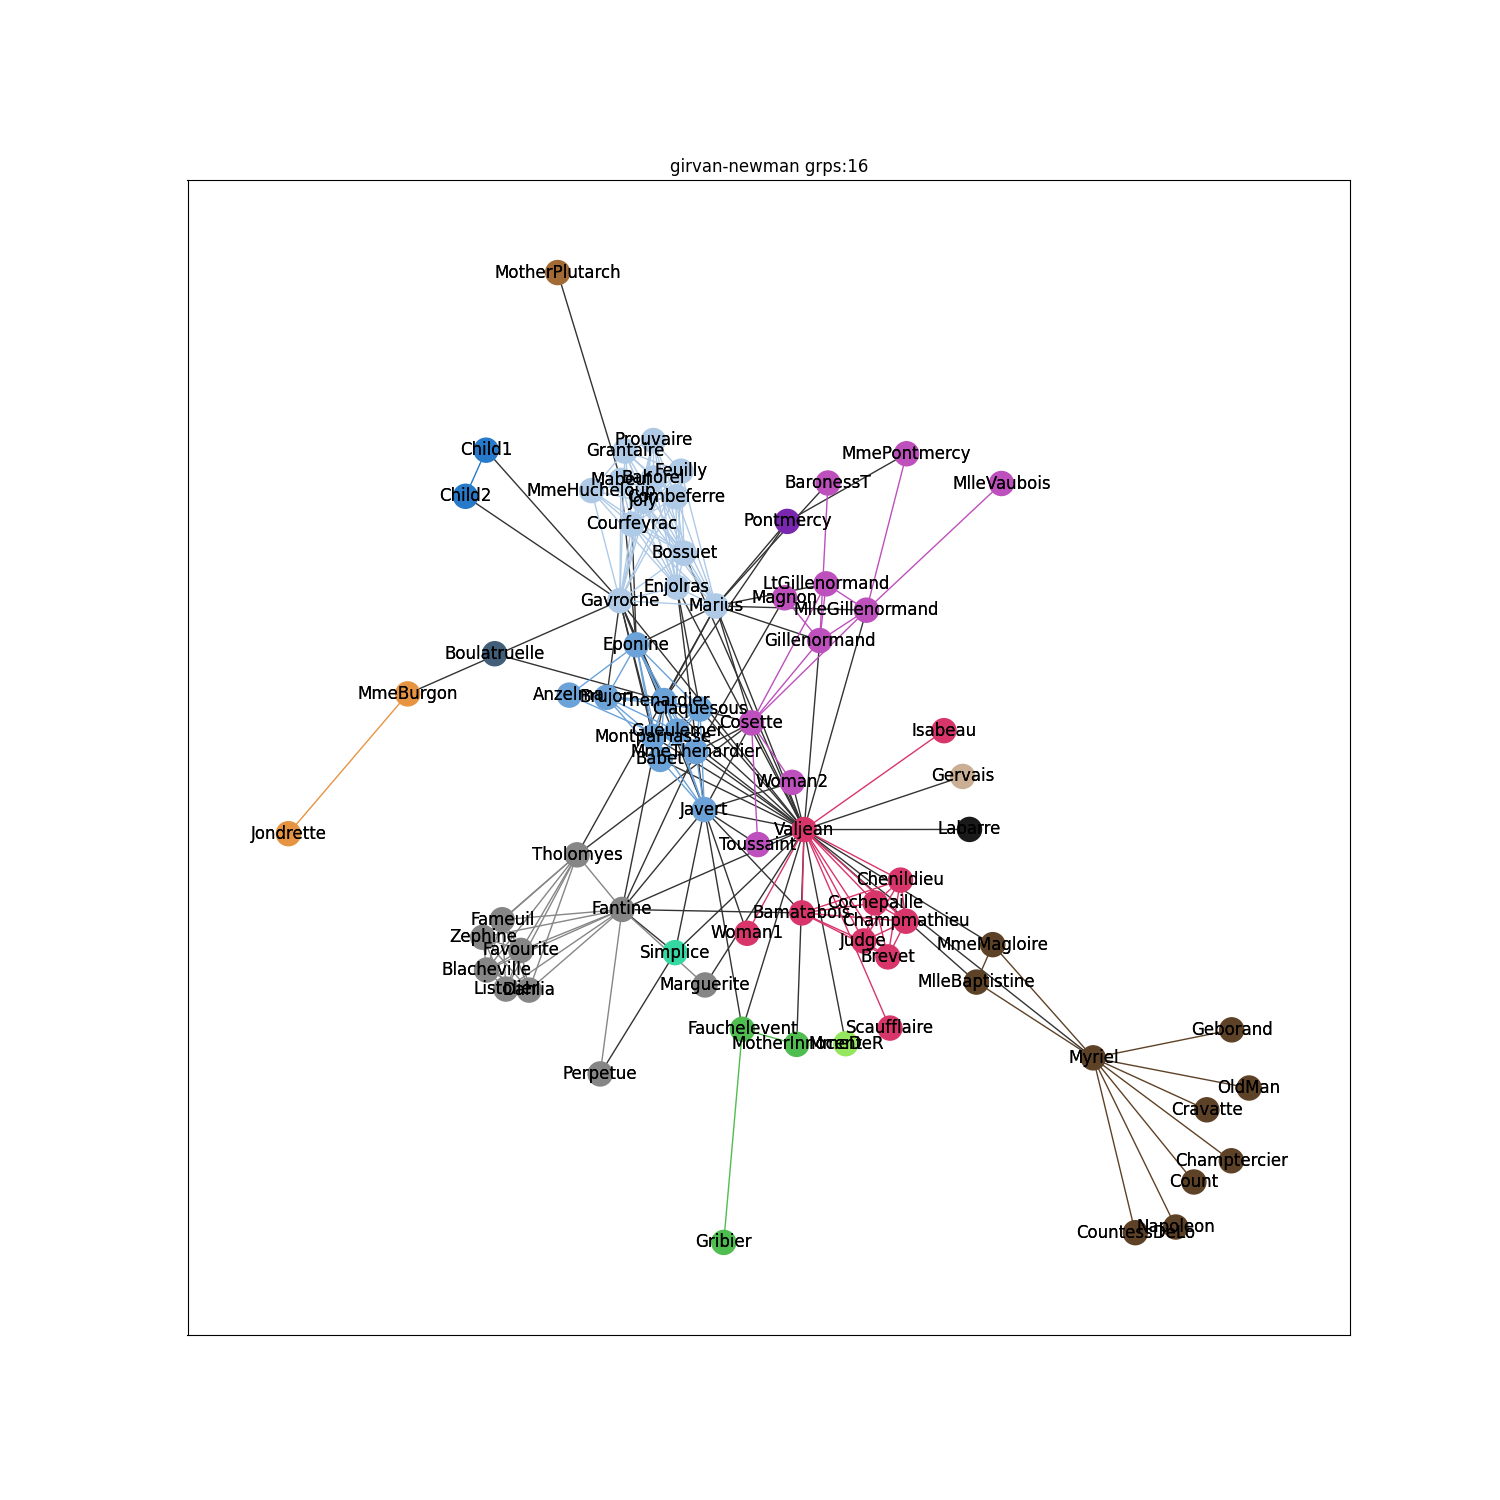 girvan-newman grps:16
MotherPlutarch
Prouvaire
Child1
Grantaire
MmePontmercy
Feuilly
Mabeuf
Bahorel
BaronessT
MlleVaubois
MmeHucheloup
Child2
Combeferre
Joly
Courfeyrac
Pontmercy
Bossuet
LtGillenormand
Enjolras
Magnon
Gavroche
Marius
MlleGillenormand
Gillenormand
Eponine
Boulatruelle
MmeBurgon
Anzelma
Brujon
Thenardier
Claquesous
Cosette
Gueulemer
Isabeau
Montparnasse
MmeThenardier
Babet
Gervais
Woman2
Javert
Valjean
Labarre
Jondrette
Toussaint
Tholomyes
Chenildieu
Cochepaille
Fantine
Bamatabois
Fameuil
Champmathieu
Woman1
Zephine
Judge
MmeMagloire
Favourite
Simplice
Brevet
Blacheville
MlleBaptistine
Marguerite
Listolier
Dahlia
Fauchelevent
Scaufflaire
Geborand
MotherInnocent
MmeDeR
Myriel
Perpetue
OldMan
Cravatte
Champtercier
Count
Napoleon
CountessDeLo
Gribier